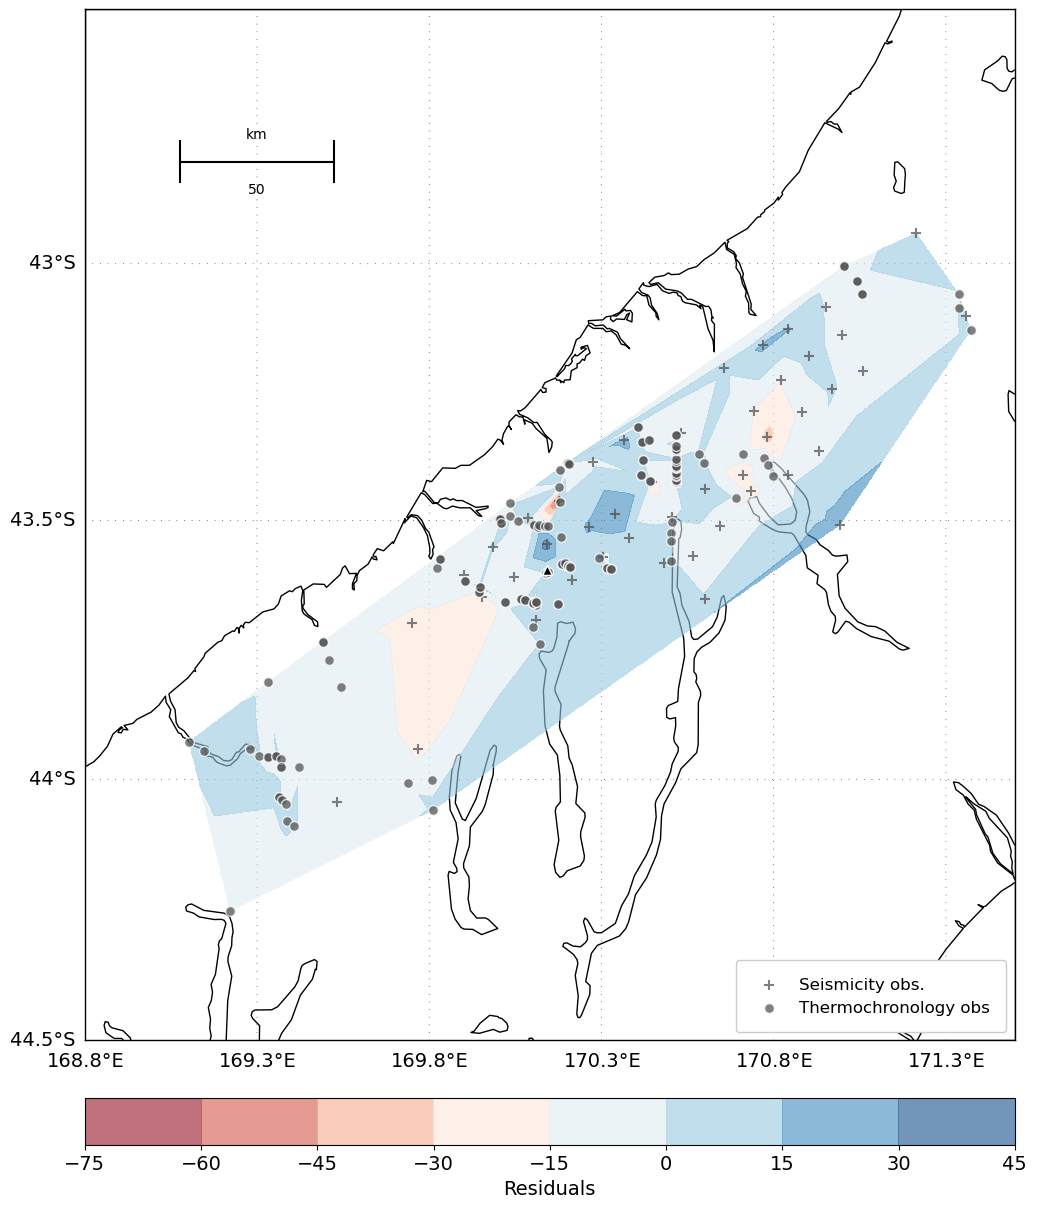 km
50
43°S
43.5°S
44°S
44.5°S
168.8°E 169.3°E 169.8°E 170.3°E 170.8°E 171.3°E
Seismicity obs.
Thermochronology obs
−75 −60 −45 −30 −15 0 15 30 45
Residuals